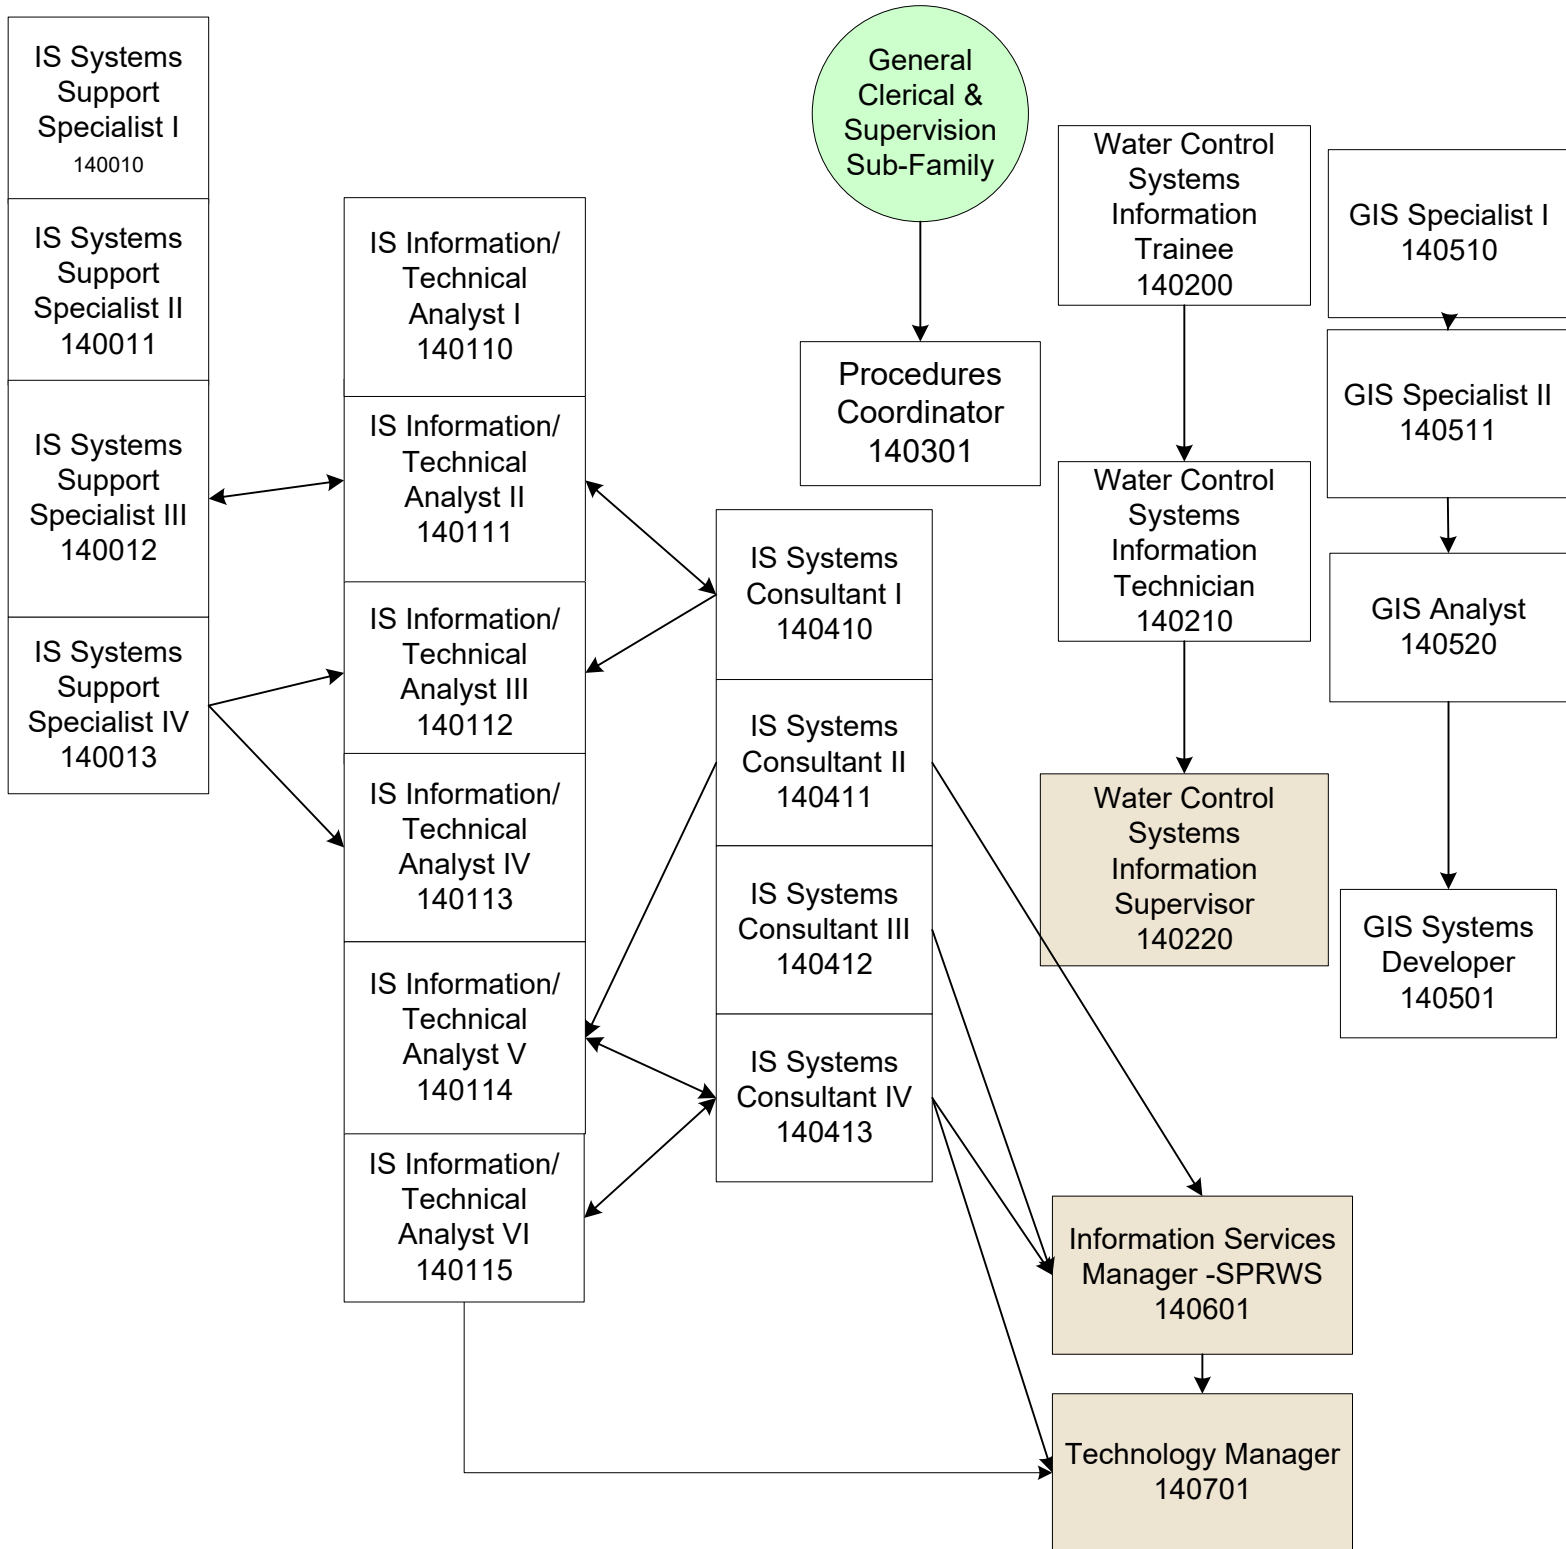 IS Systems
Support
Specialist I
140010
IS Systems
Support
Specialist II
140011
IS Systems
Support
Specialist III
140012
IS Systems
Support
Specialist IV
140013
IS Information/
Technical
Analyst I
140110
IS Information/
Technical
Analyst II
140111
IS Information/
Technical
Analyst III
140112
IS Information/
Technical
Analyst IV
140113
IS Information/
Technical
Analyst V
140114
IS Information/
Technical
Analyst VI
140115
IS Systems
Consultant I
140410
IS Systems
Consultant II
140411
IS Systems
Consultant III
140412
IS Systems
Consultant IV
140413
General
Clerical &
Supervision
Sub-Family
Procedures
Coordinator
140301
Water Control
Systems
Information
Trainee
140200
Water Control
Systems
Information
Technician
140210
Water Control
Systems
Information
Supervisor
140220
GIS Specialist I
140510
GIS Specialist II
140511
GIS Analyst
140520
GIS Systems
Developer
140501
Information Services
Manager -SPRWS
140601
Technology Manager
140701